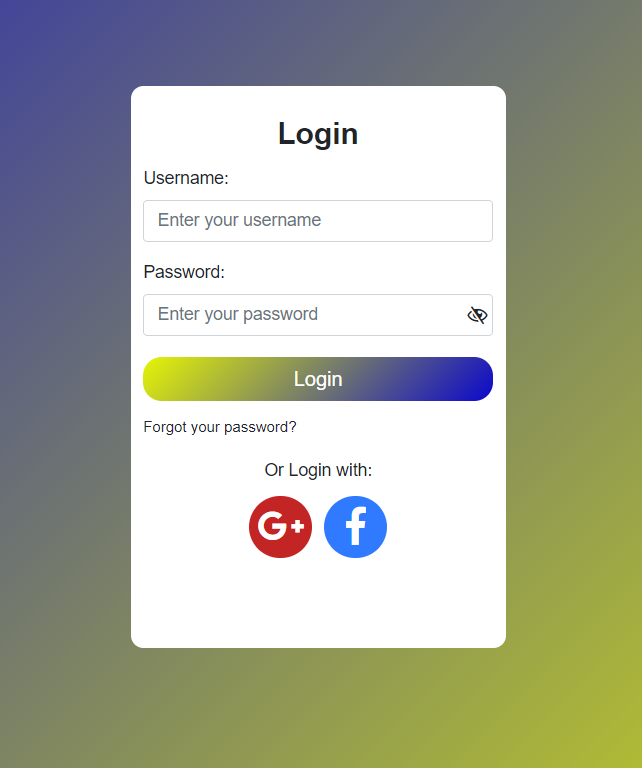 Login
Username:
Enter your username
Password:
Enter your password
Login
Forgot your password?
Or Login with:
G+ f